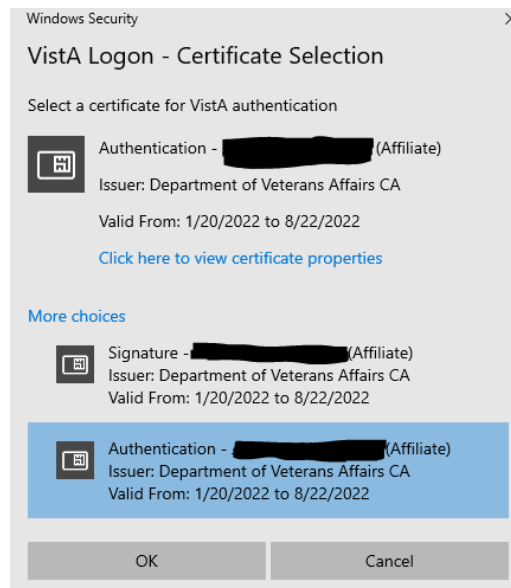 Windows Security
VistA Logon - Certificate Selection
Select a certificate for VistA authentication
Authentication - (Affiliate)
Issuer: Department of Veterans Affairs CA
Valid From: 1/20/2022 to 8/22/2022
Click here to view certificate properties
More choices
Signature - (Affiliate)
Issuer: Department of Veterans Affairs CA
Valid From: 1/20/2022 to 8/22/2022
Authentication - (Affiliate)
Issuer: Department of Veterans Affairs CA
Valid From: 1/20/2022 to 8/22/2022
OK
Cancel